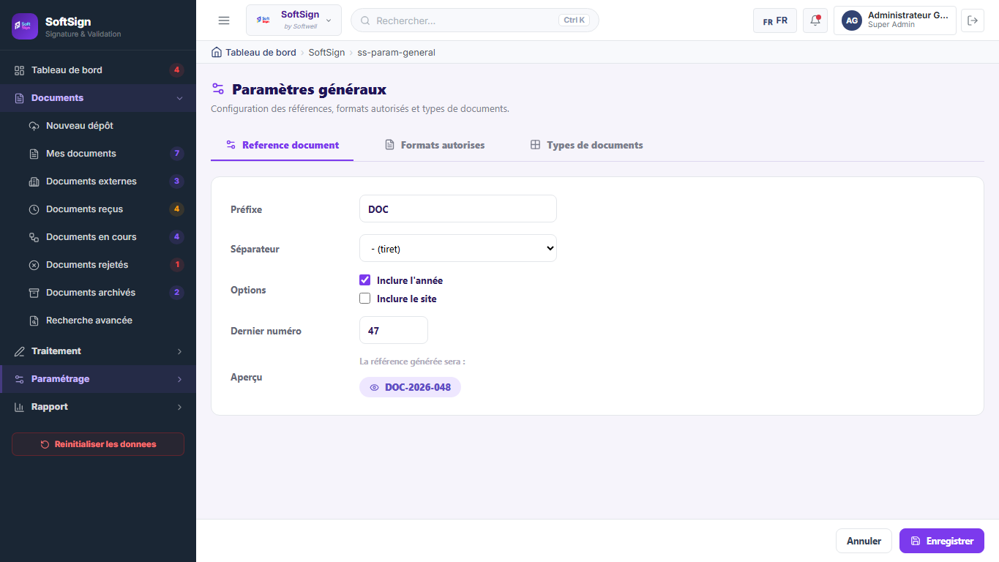 SoftSign
Signature & Validation
Tableau de bord 4
Documents
Nouveau dépôt
Mes documents 7
Documents externes 3
Documents reçus 4
Documents en cours 4
Documents rejetés 1
Documents archivés 2
Recherche avancée
Traitement
Paramétrage
Rapport
Reinitialiser les donnees
Soft Sign
SoftSign
by Softwell
Rechercher... Ctrl K
FR FR
AG
Administrateur G...
Super Admin
Tableau de bord › SoftSign › ss-param-general
Paramètres généraux
Configuration des références, formats autorisés et types de documents.
Reference document
Formats autorises
Types de documents
Préfixe DOC
Séparateur - (tiret)
Options
Inclure l'année
Inclure le site
Dernier numéro 47
La référence générée sera :
Aperçu
DOC-2026-048
Annuler
Enregistrer